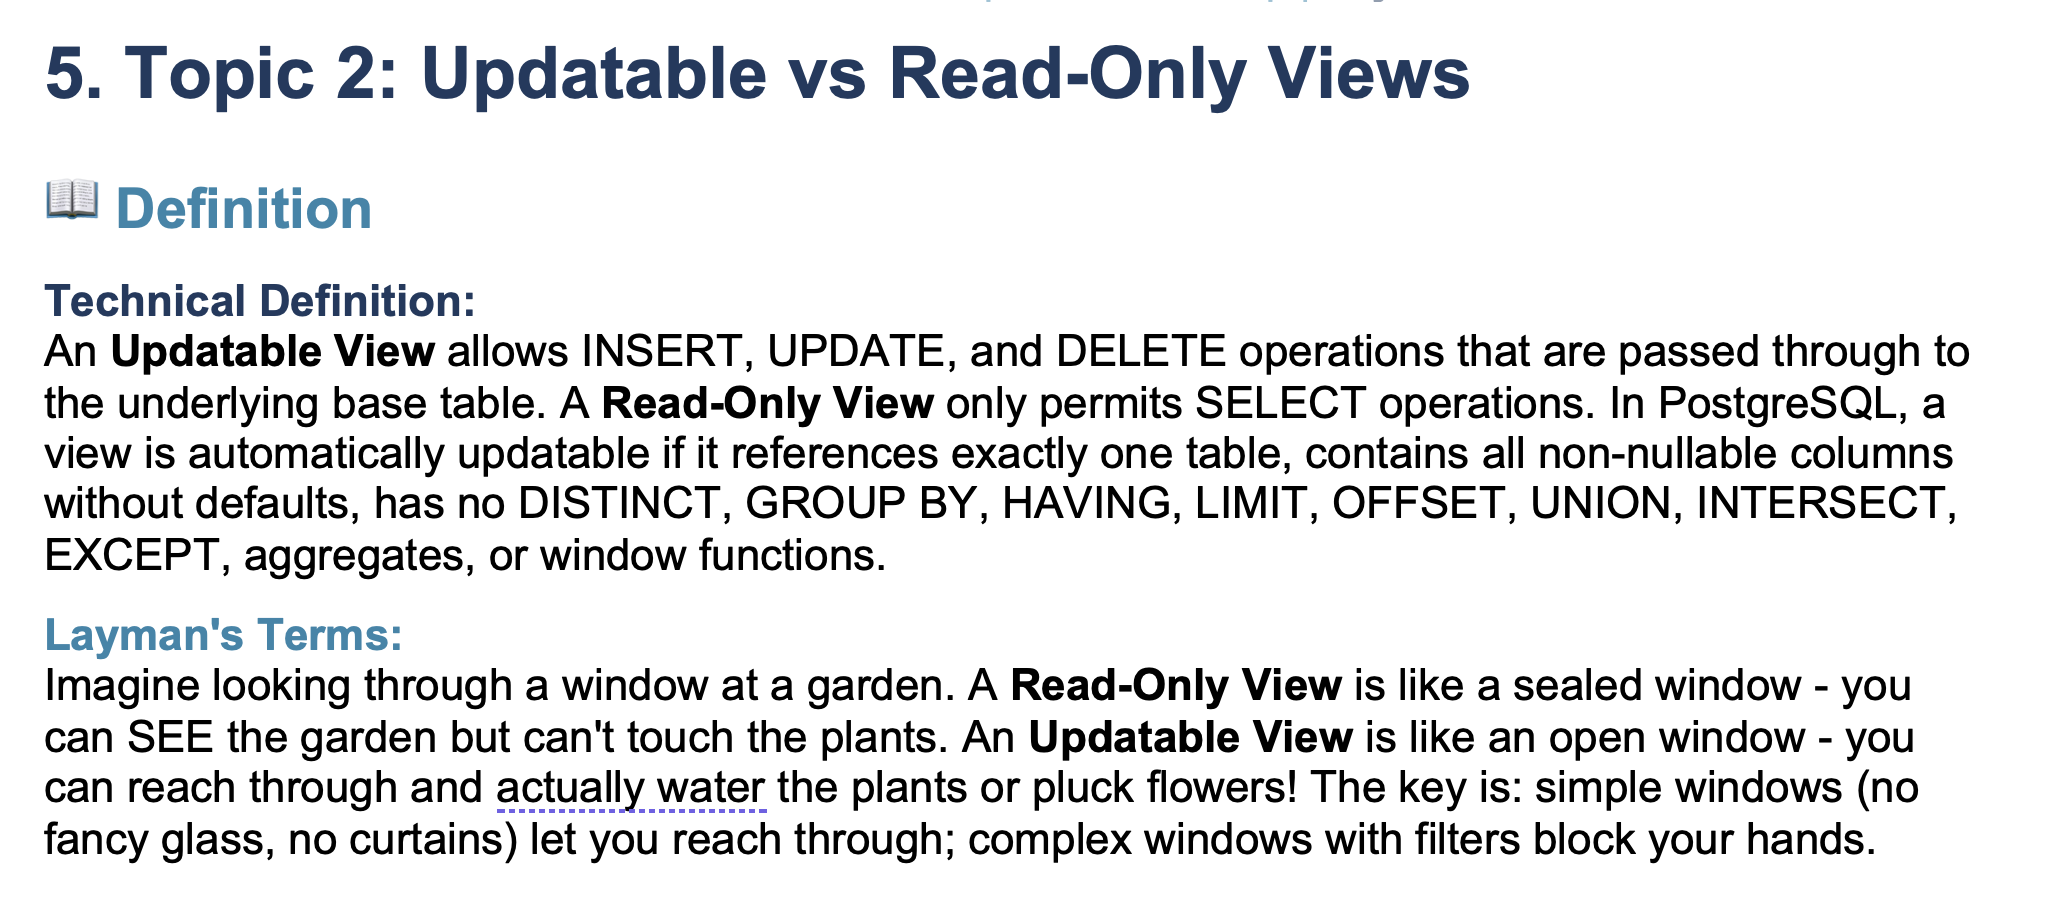 5. Topic 2: Updatable vs Read-Only Views
Definition
Technical Definition:
An Updatable View allows INSERT, UPDATE, and DELETE operations that are passed through to
the underlying base table. A Read-Only View only permits SELECT operations. In PostgreSQL, a
view is automatically updatable if it references exactly one table, contains all non-nullable columns
without defaults, has no DISTINCT, GROUP BY, HAVING, LIMIT, OFFSET, UNION, INTERSECT,
EXCEPT, aggregates, or window functions.
Layman's Terms:
Imagine looking through a window at a garden. A Read-Only View is like a sealed window - you
can SEE the garden but can't touch the plants. An Updatable View is like an open window - you
can reach through and actually water the plants or pluck flowers! The key is: simple windows (no
fancy glass, no curtains) let you reach through; complex windows with filters block your hands.